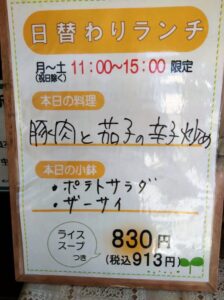 日替わりランチ
月~土 11:00~15:00 限定
(祝日除く)
本日の料理
豚肉と茄子の辛子炒め
本日の小鉢
・ポテトサラダ
・ザーサイ
ライス
スープ
つき
830円
(税込913円)